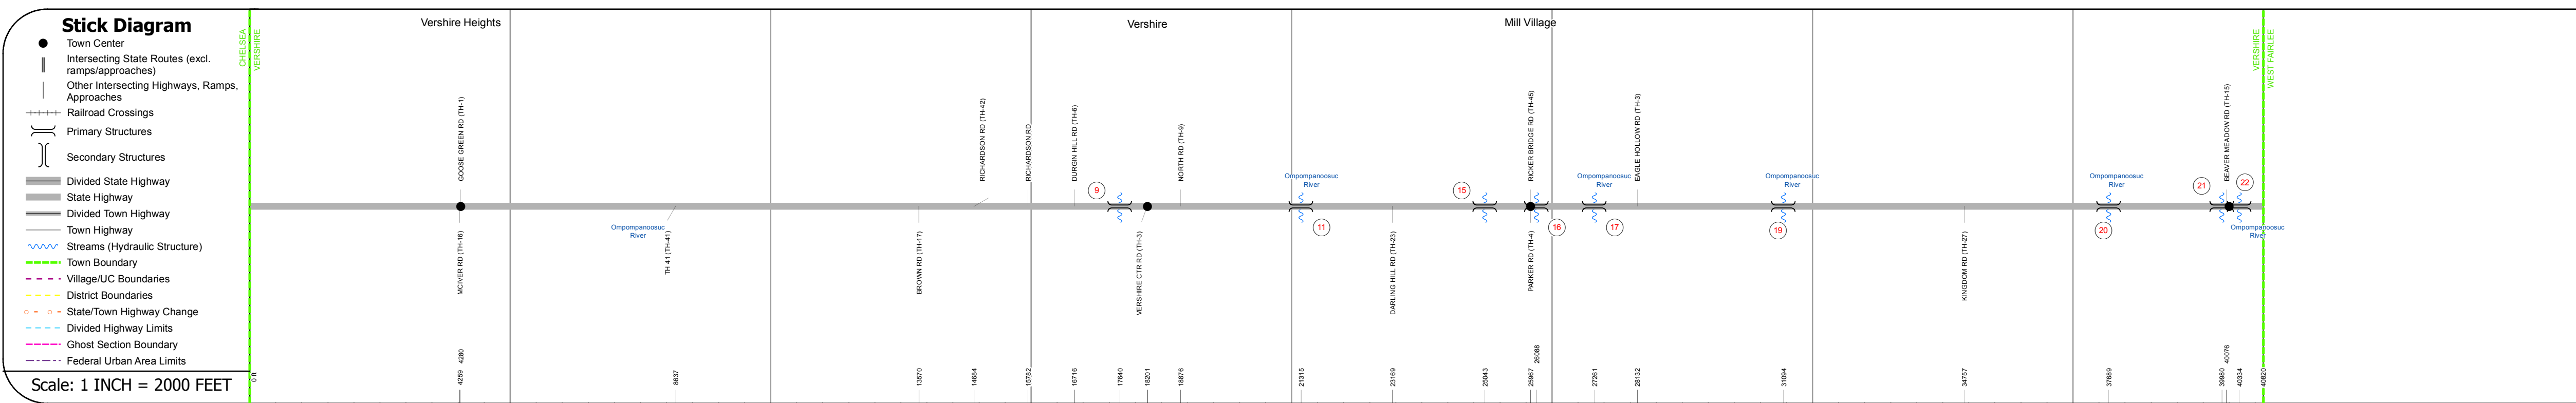 Stick Diagram
Town Center
Intersecting State Routes (excl.
ramps/approaches)
Other Intersecting Highways, Ramps,
Approaches
Railroad Crossings
Primary Structures
Secondary Structures
Divided State Highway
State Highway
Divided Town Highway
Town Highway
Streams (Hydraulic Structure)
Town Boundary
Village/UC Boundaries
District Boundaries
State/Town Highway Change
Divided Highway Limits
Ghost Section Boundary
Federal Urban Area Limits
Scale: 1 INCH = 2000 FEET
CHELSEA
VERSHIRE
Vershire Heights
Vershire
Mill Village
VERSHIRE
WEST FAIRLEE
GOOSE GREEN RD (TH-1)
RICHARDSON RD (TH-42)
RICHARDSON RD
DURGIN HILL RD (TH-6)
NORTH RD (TH-9)
RICKER BRIDGE RD (TH-45)
EAGLE HOLLOW RD (TH-3)
BEAVER MEADOW RD (TH-15)
9
Ompompanoosuc
River
15
Ompompanoosuc
River
Ompompanoosuc
River
Ompompanoosuc
River
21
22
MCIVER RD (TH-16)
Ompompanoosuc
River
TH 41 (TH-41)
BROWN RD (TH-17)
VERSHIRE CTR RD (TH-3)
11
DARLING HILL RD (TH-23)
PARKER RD (TH-4)
16
17
19
KINGDOM RD (TH-27)
20
Ompompanoosuc
River
0 ft
4259
4280
8637
13570
14684
15782
16716
17640
18201
18876
21315
23169
25043
25967
26088
27261
28132
31094
34757
37689
39980
40076
40334
40820